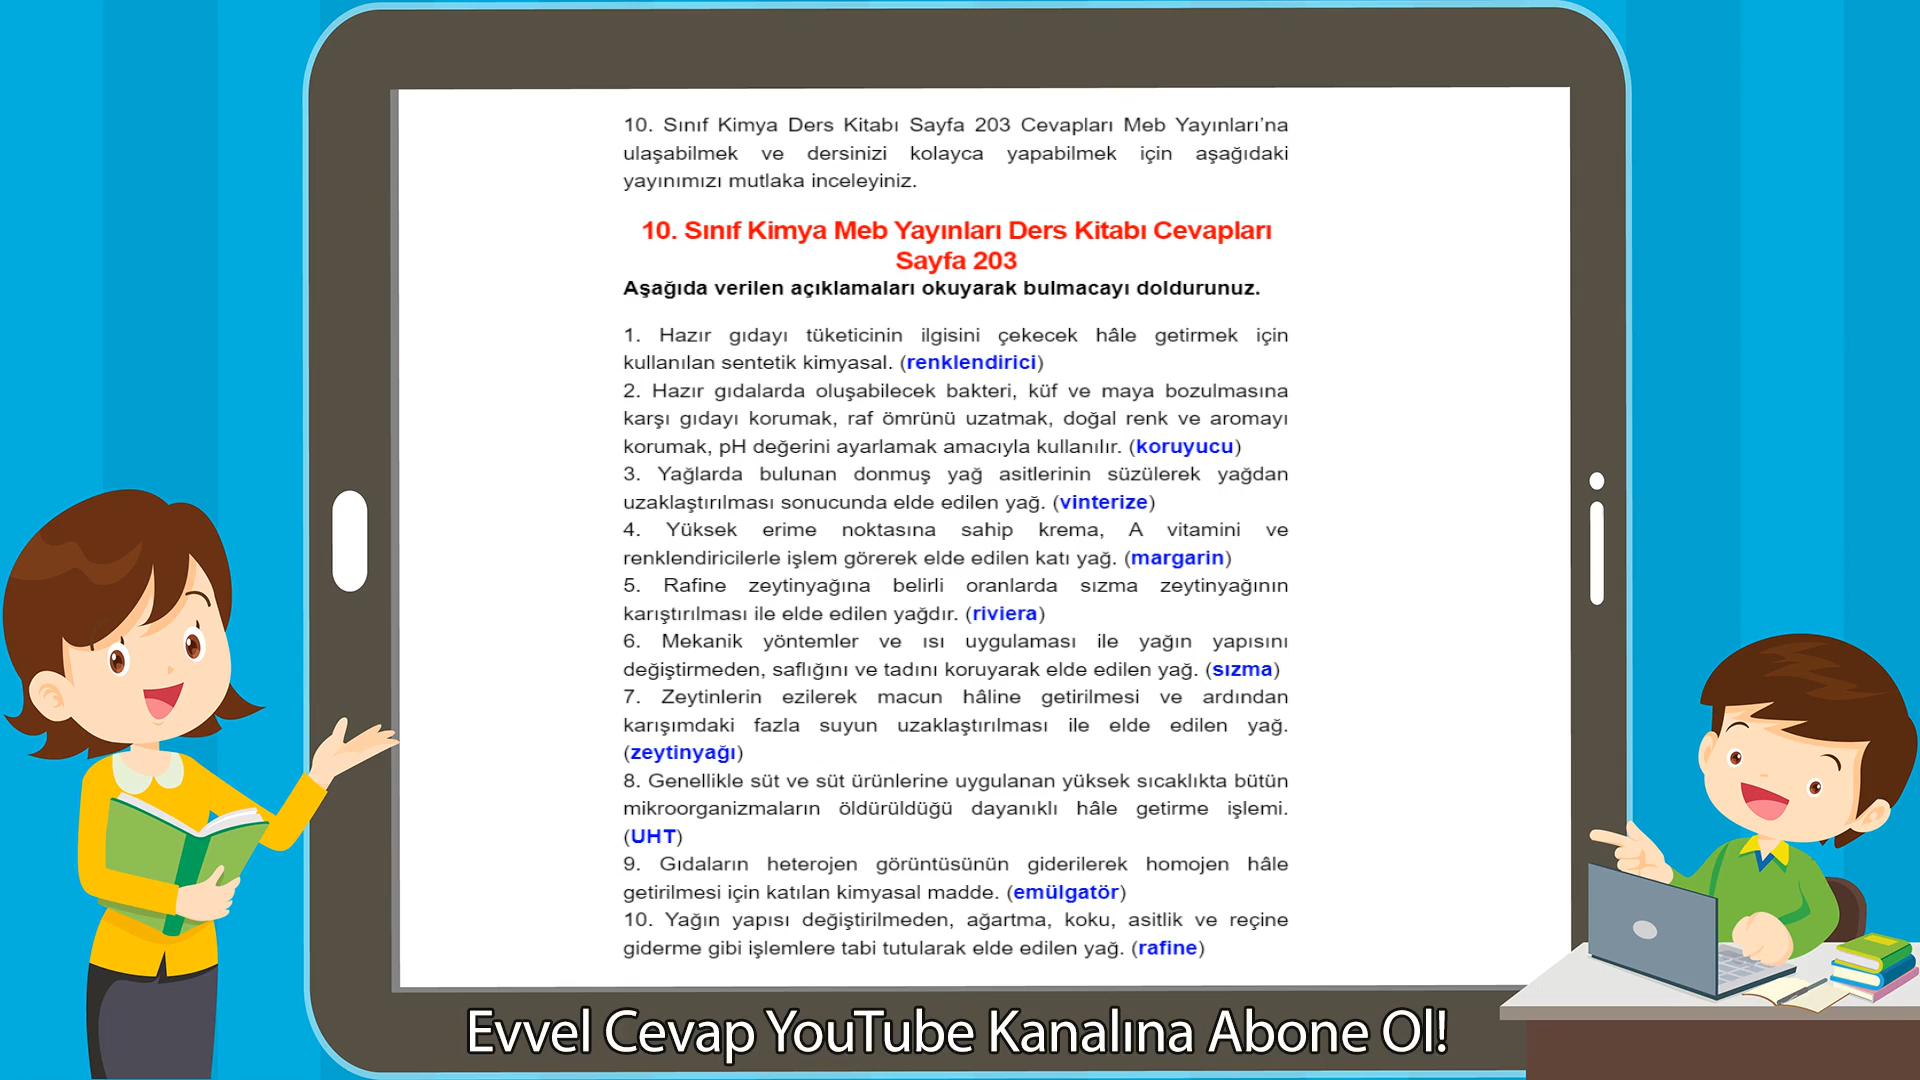 10. Sınıf Kimya Ders Kitabı Sayfa 203 Cevapları Meb Yayınları’na
ulaşabilmek ve dersinizi kolayca yapabilmek için aşağıdaki
yayınımızı mutlaka inceleyiniz.
10. Sınıf Kimya Meb Yayınları Ders Kitabı Cevapları
Sayfa 203
Aşağıda verilen açıklamaları okuyarak bulmacayı doldurunuz.
1. Hazır gıdayı tüketicinin ilgisini çekecek hâle getirmek için
kullanılan sentetik kimyasal. (renklendirici)
2. Hazır gıdalarda oluşabilecek bakteri, küf ve maya bozulmasına
karşı gıdayı korumak, raf ömrünü uzatmak, doğal renk ve aromayı
korumak, pH değerini ayarlamak amacıyla kullanılır. (koruyucu)
3. Yağlarda bulunan donmuş yağ asitlerinin süzülerek yağdan
uzaklaştırılması sonucunda elde edilen yağ. (vinterize)
4. Yüksek erime noktasına sahip krema, A vitamini ve
renklendiricilerle işlem görerek elde edilen katı yağ. (margarin)
5. Rafine zeytinyağına belirli oranlarda sızma zeytinyağının
karıştırılması ile elde edilen yağdır. (riviera)
6. Mekanik yöntemler ve ısı uygulaması ile yağın yapısını
değiştirmeden, saflığını ve tadını koruyarak elde edilen yağ. (sızma)
7. Zeytinlerin ezilerek macun hâline getirilmesi ve ardından
karışımdaki fazla suyun uzaklaştırılması ile elde edilen yağ.
(zeytinyağı)
8. Genellikle süt ve süt ürünlerine uygulanan yüksek sıcaklıkta bütün
mikroorganizmaların öldürüldüğü dayanıklı hâle getirme işlemi.
(UHT)
9. Gıdaların heterojen görüntüsünün giderilerek homojen hâle
getirilmesi için katılan kimyasal madde. (emülgatör)
10. Yağın yapısı değiştirilmeden, ağartma, koku, asitlik ve reçine
giderme gibi işlemlere tabi tutularak elde edilen yağ. (rafine)
Evvel Cevap YouTube Kanalına Abone Ol!